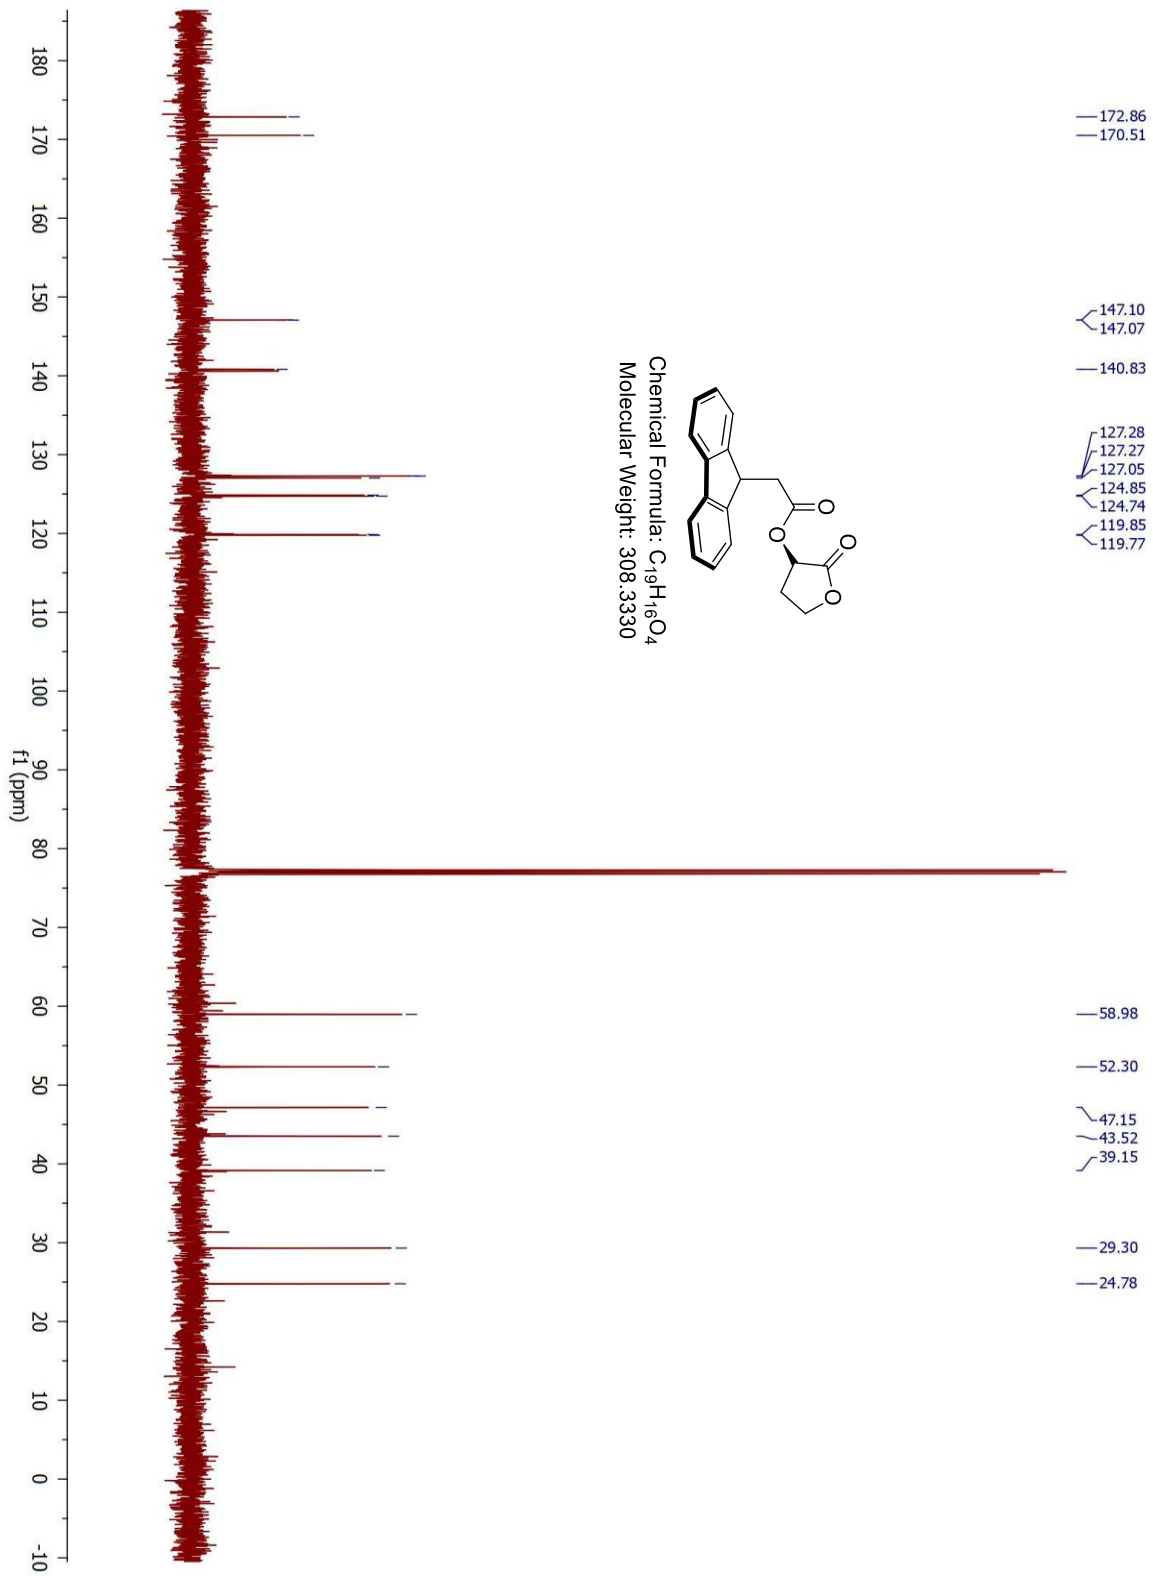 172.86
170.51
147.10
147.07
140.83
127.28
127.27
127.05
124.85
124.74
119.85
119.77
58.98
52.30
47.15
43.52
39.15
29.30
24.78
O
O
O
O
Chemical Formula: C₁₉H₁₆O₄
Molecular Weight: 308.3330
180 170 160 150 140 130 120 110 100 90 80 70 60 50 40 30 20 10 0 -10
f1 (ppm)